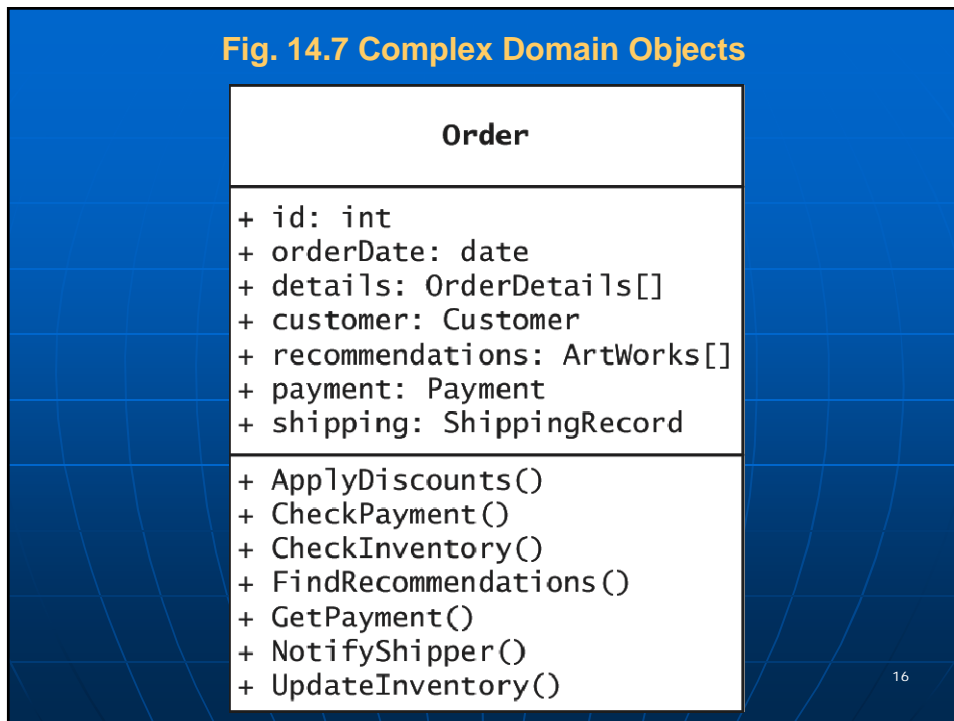 Fig. 14.7 Complex Domain Objects
Order
+ id: int
+ orderDate: date
+ details: OrderDetails[]
+ customer: Customer
+ recommendations: ArtWorks[]
+ payment: Payment
+ shipping: ShippingRecord
+ ApplyDiscounts()
+ CheckPayment()
+ CheckInventory()
+ FindRecommendations()
+ GetPayment()
+ NotifyShipper()
+ UpdateInventory()
16